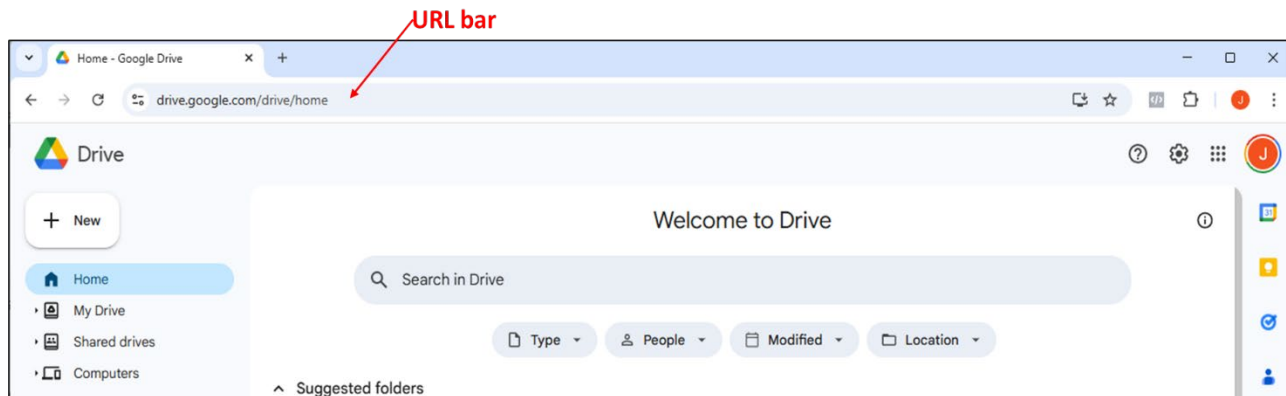 URL bar
Home - Google Drive
drive.google.com/drive/home
J
Drive
J
New
Welcome to Drive
31
Home
Search in Drive
My Drive
Type People Modified Location
Shared drives
Computers
Suggested folders